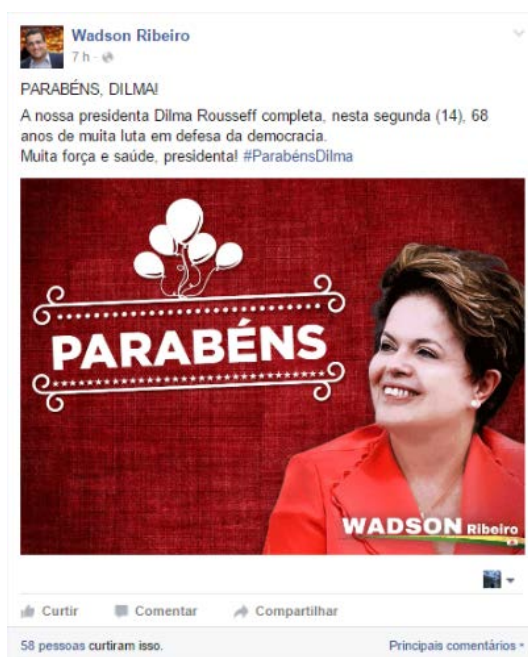 Wadson Ribeiro
7 h ·
PARABÉNS, DILMA!
A nossa presidenta Dilma Rousseff completa, nesta segunda (14), 68
anos de muita luta em defesa da democracia.
Muita força e saúde, presidenta! #ParabénsDilma
PARABÉNS
WADSON Ribeiro
Curtir Comentar Compartilhar
58 pessoas curtiram isso. Principais comentários